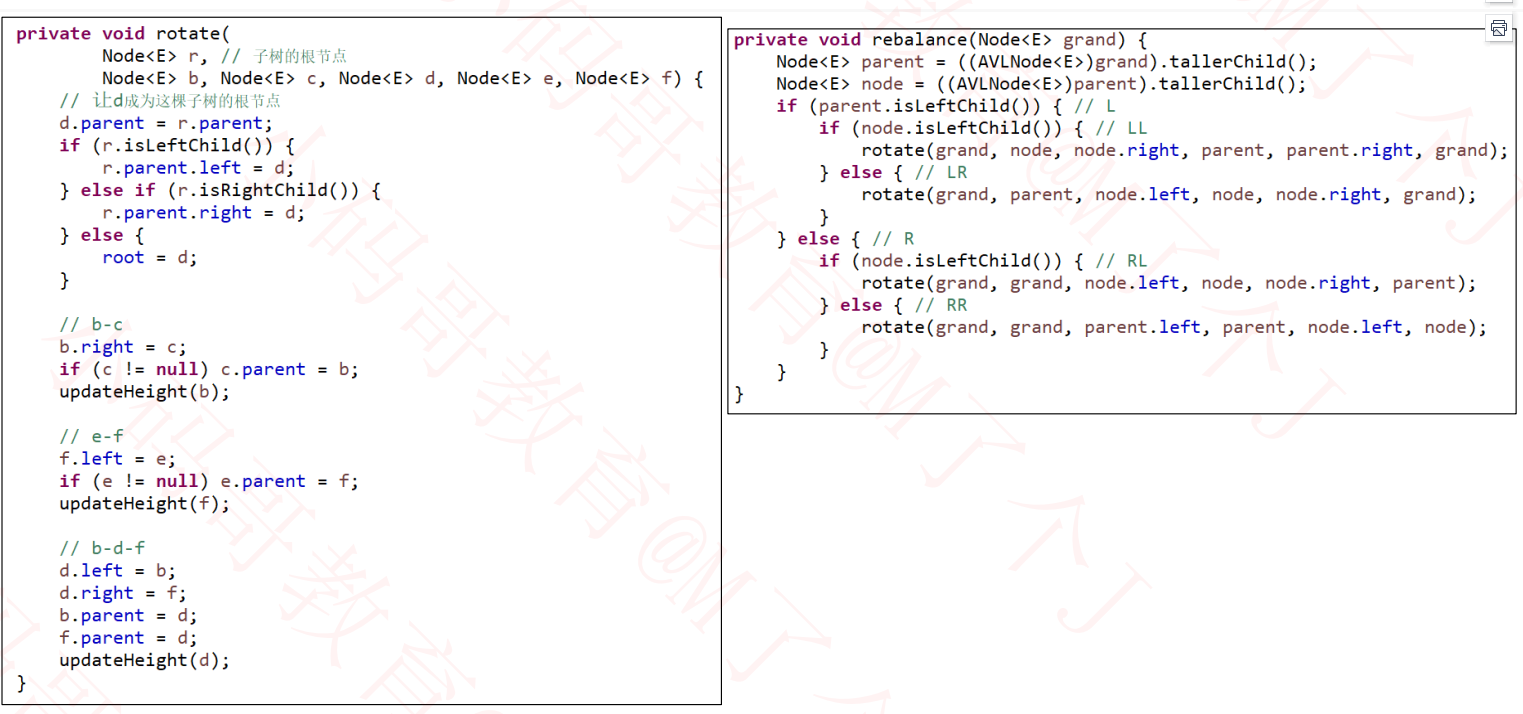 private void rotate(
Node<E> r, // 子树的根节点
Node<E> b, Node<E> c, Node<E> d, Node<E> e, Node<E> f) {
// 让d成为这棵子树的根节点
d.parent = r.parent;
if (r.isLeftChild()) {
r.parent.left = d;
} else if (r.isRightChild()) {
r.parent.right = d;
} else {
root = d;
}
// b-c
b.right = c;
if (c != null) c.parent = b;
updateHeight(b);
// e-f
f.left = e;
if (e != null) e.parent = f;
updateHeight(f);
// b-d-f
d.left = b;
d.right = f;
b.parent = d;
f.parent = d;
updateHeight(d);
}
private void rebalance(Node<E> grand) {
Node<E> parent = ((AVLNode<E>)grand).tallerChild();
Node<E> node = ((AVLNode<E>)parent).tallerChild();
if (parent.isLeftChild()) { // L
if (node.isLeftChild()) { // LL
rotate(grand, node, node.right, parent, parent.right, grand);
} else { // LR
rotate(grand, parent, node.left, node, node.right, grand);
}
} else { // R
if (node.isLeftChild()) { // RL
rotate(grand, grand, node.left, node, node.right, parent);
} else { // RR
rotate(grand, grand, parent.left, parent, node.left, node);
}
}
}
小码哥教育@M了个J